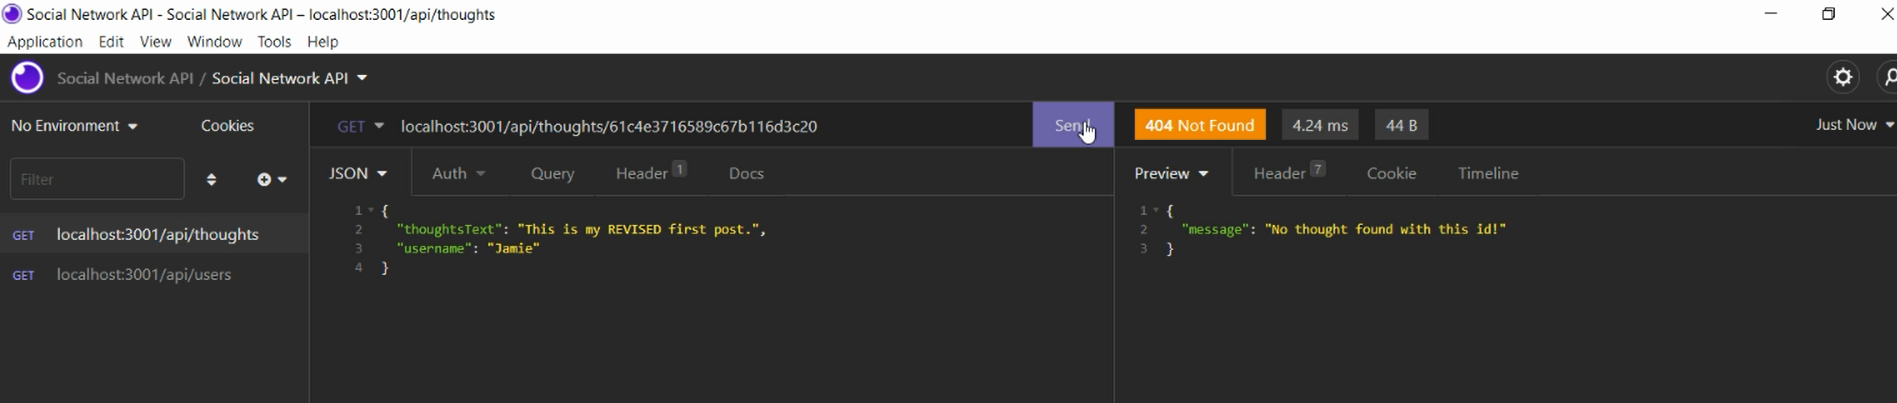 Social Network API - Social Network API – localhost:3001/api/thoughts
Application Edit View Window Tools Help
Social Network API / Social Network API
No Environment Cookies
GET localhost:3001/api/thoughts/61c4e3716589c67b116d3c20 Send
404 Not Found 4.24 ms 44 B Just Now
Filter
JSON Auth Query Header 1 Docs
Preview Header 7 Cookie Timeline
GET localhost:3001/api/thoughts
GET localhost:3001/api/users
1 {
2 "thoughtsText": "This is my REVISED first post.",
3 "username": "Jamie"
4 }
1 {
2 "message": "No thought found with this id!"
3 }